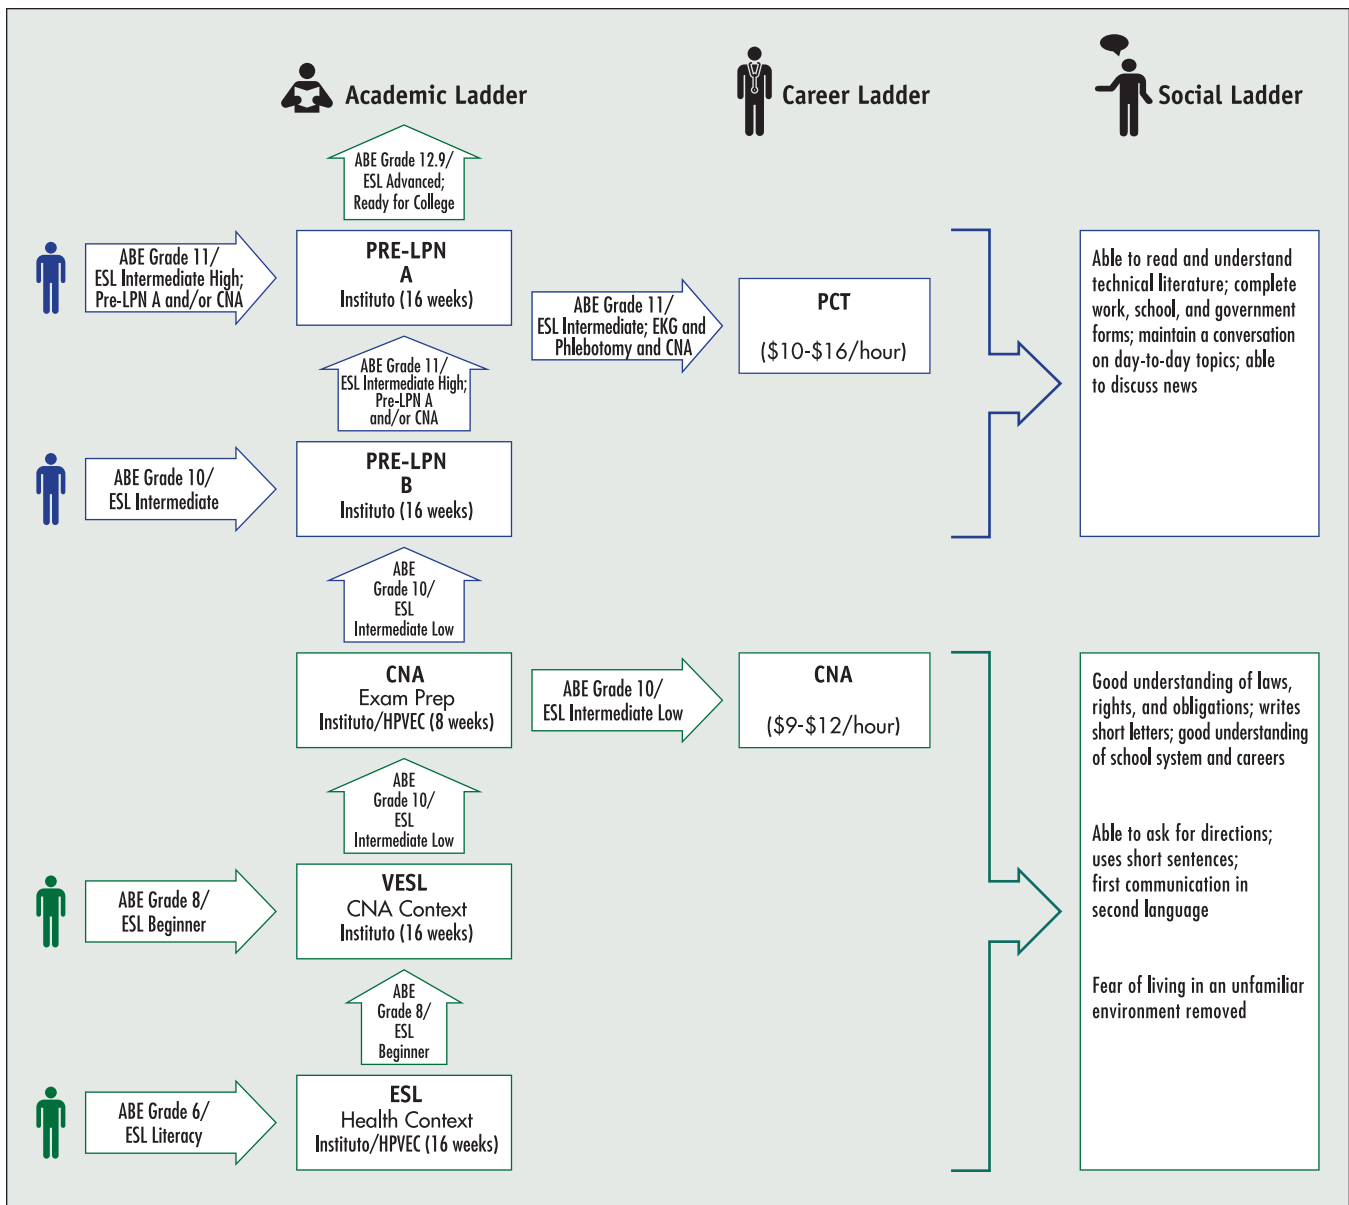 Academic Ladder
Career Ladder
Social Ladder
ABE Grade 12.9/
ESL Advanced;
Ready for College
ABE Grade 11/
ESL Intermediate High;
Pre-LPN A and/or CNA
PRE-LPN
A
Instituto (16 weeks)
ABE Grade 11/
ESL Intermediate; EKG and
Phlebotomy and CNA
PCT
($10-$16/hour)
Able to read and understand
technical literature; complete
work, school, and government
forms; maintain a conversation
on day-to-day topics; able
to discuss news
ABE Grade 11/
ESL Intermediate High;
Pre-LPN A
and/or CNA
ABE Grade 10/
ESL Intermediate
PRE-LPN
B
Instituto (16 weeks)
ABE
Grade 10/
ESL
Intermediate Low
CNA
Exam Prep
Instituto/HPVEC (8 weeks)
ABE Grade 10/
ESL Intermediate Low
CNA
($9-$12/hour)
Good understanding of laws,
rights, and obligations; writes
short letters; good understanding
of school system and careers
Able to ask for directions;
uses short sentences;
first communication in
second language
Fear of living in an unfamiliar
environment removed
ABE
Grade 10/
ESL
Intermediate Low
ABE Grade 8/
ESL Beginner
VESL
CNA Context
Instituto (16 weeks)
ABE
Grade 8/
ESL
Beginner
ABE Grade 6/
ESL Literacy
ESL
Health Context
Instituto/HPVEC (16 weeks)